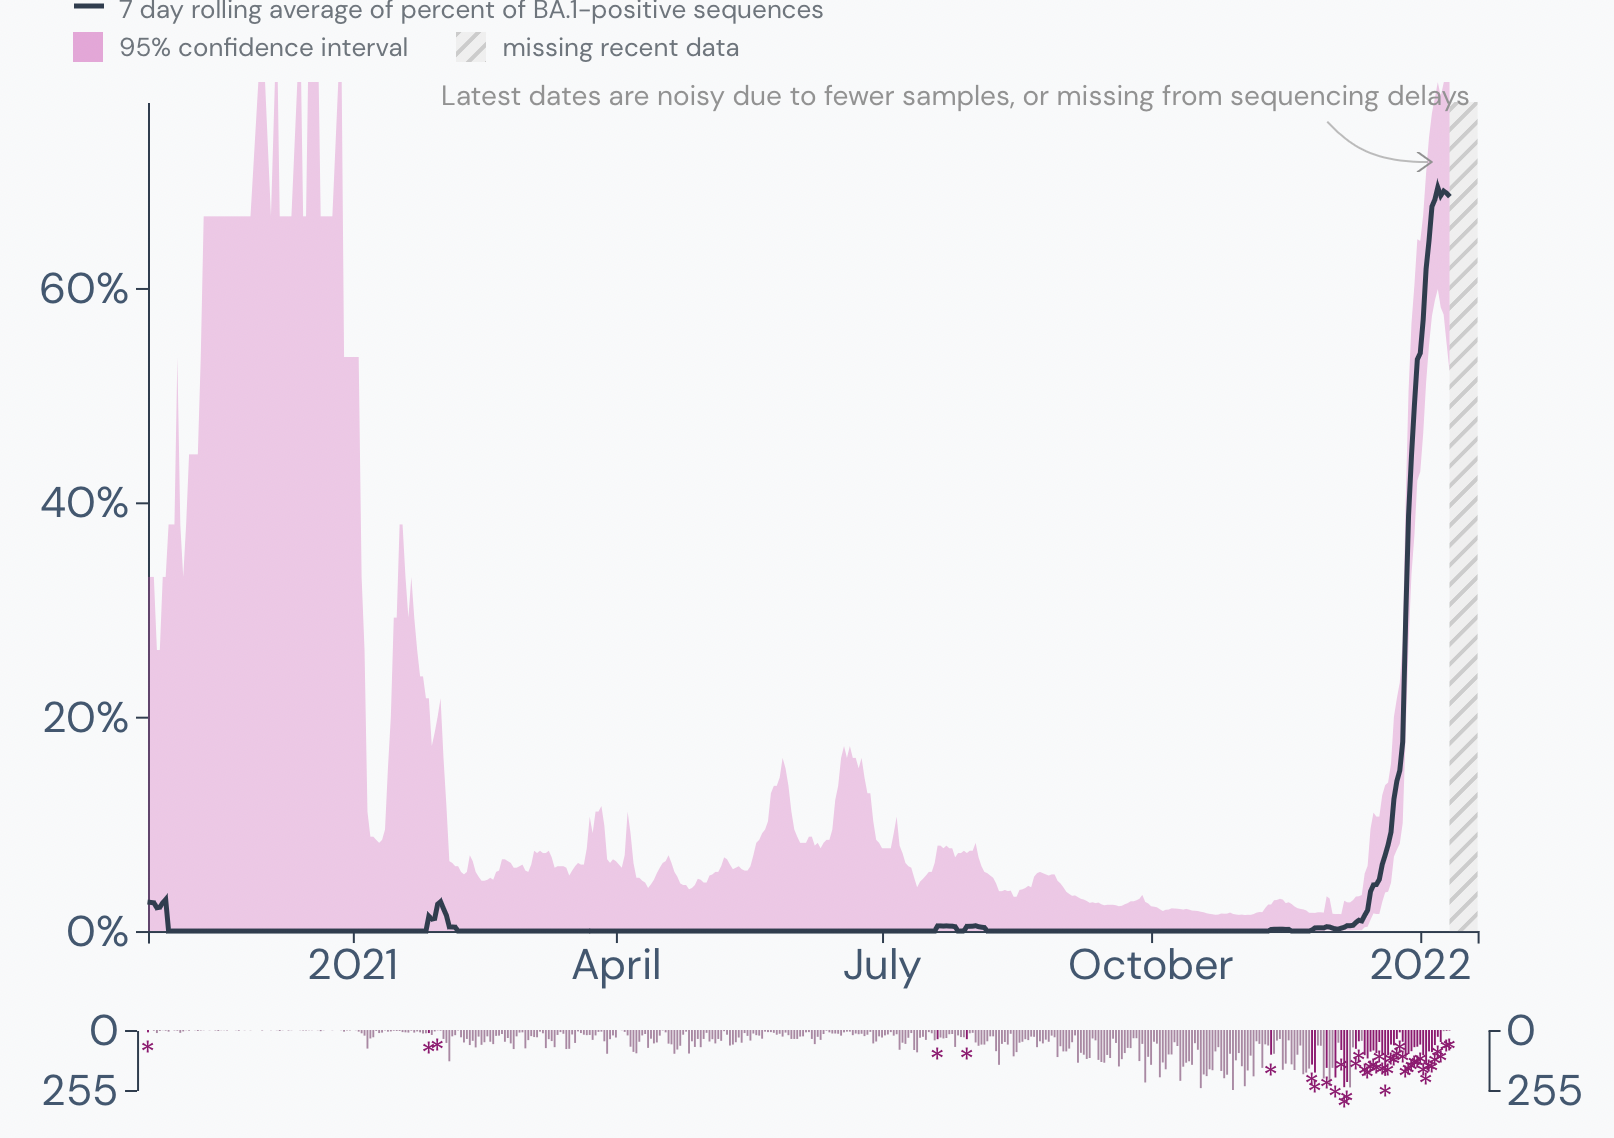 7 day rolling average of percent of BA.1-positive sequences
95% confidence interval missing recent data
Latest dates are noisy due to fewer samples, or missing from sequencing delays
60%
40%
20%
0%
2021 April July October 2022
0 0
255 255